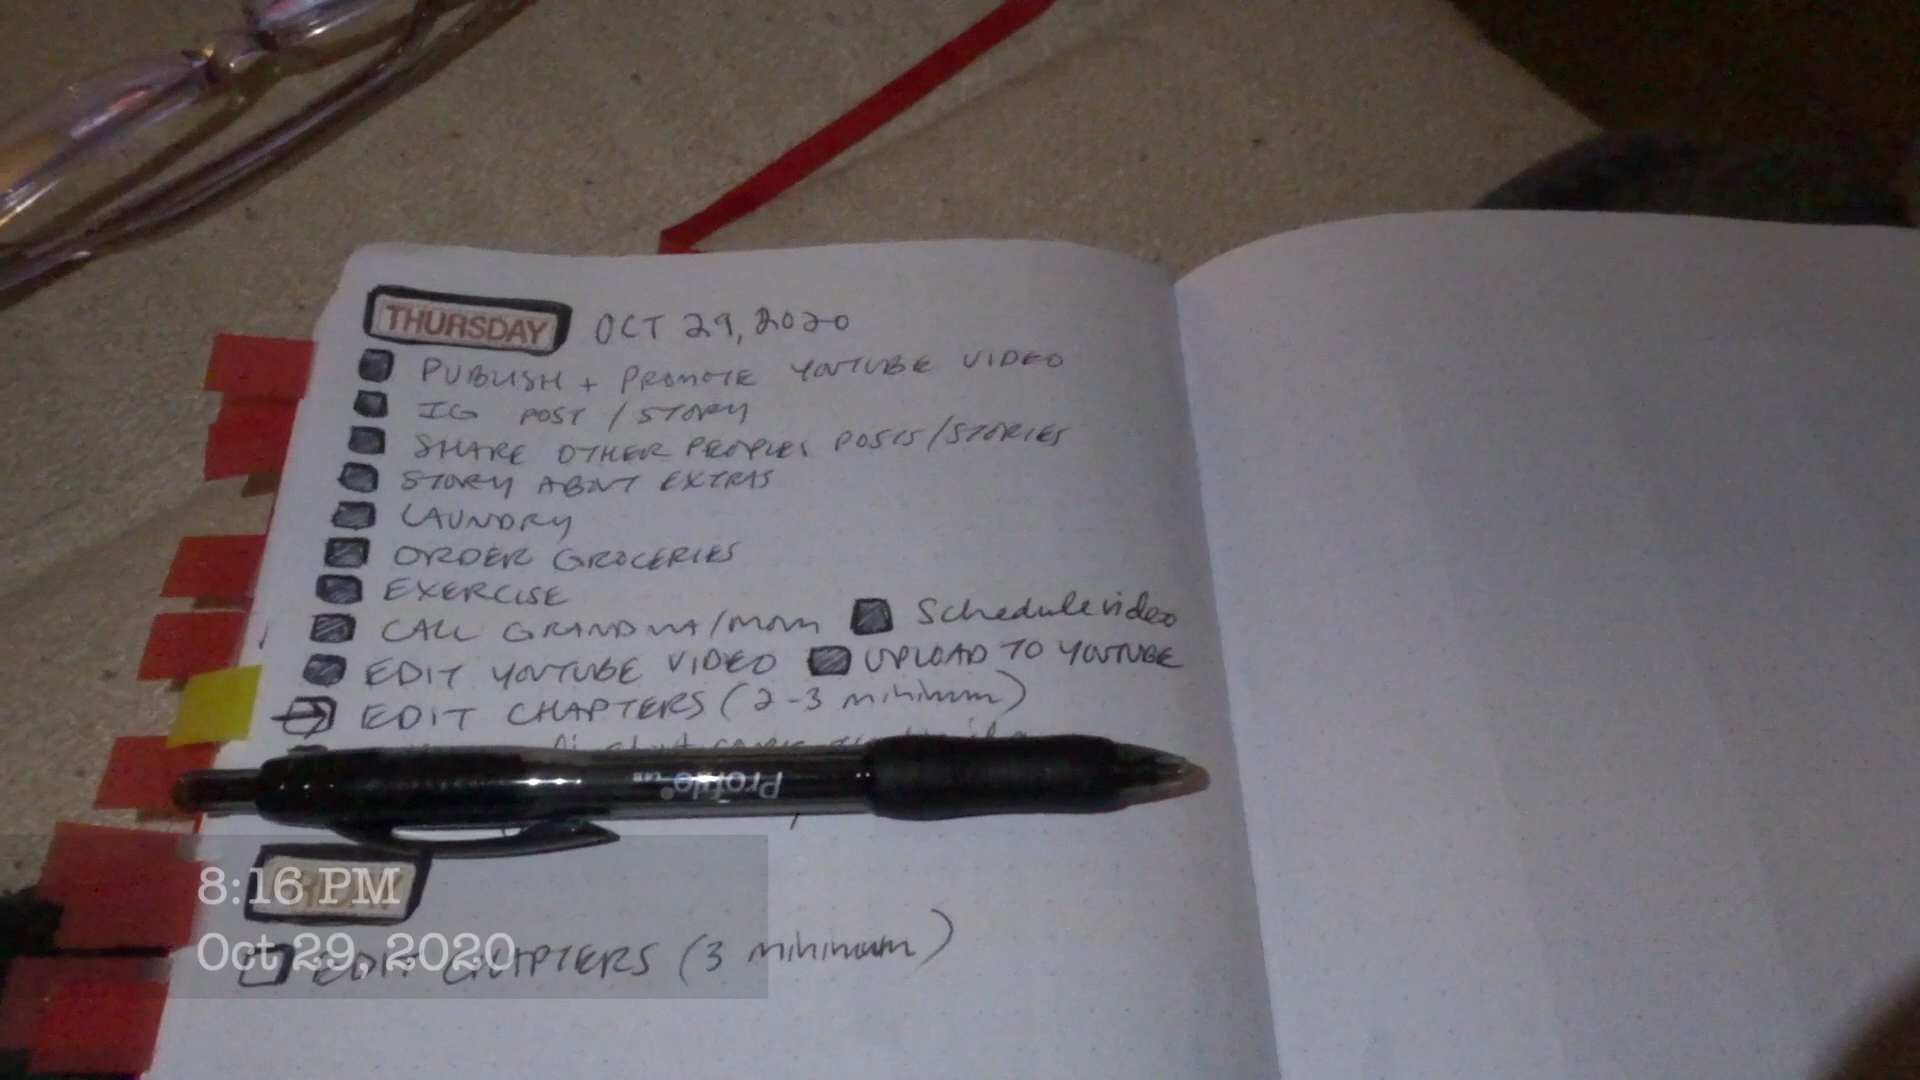 THURSDAY OCT 29, 2020
PUBLISH + PROMOTE YOUTUBE VIDEO
IG POST / STORY
SHARE OTHER PEOPLES POSTS/STORIES
STORY ABOUT EXTRAS
LAUNDRY
ORDER GROCERIES
EXERCISE
CALL GRANDMA/MOM Schedule video
EDIT YOUTUBE VIDEO UPLOAD TO YOUTUBE
EDIT CHAPTERS (2-3 minimum)
Profile
8:16 PM
Oct 29, 2020
EDIT CHAPTERS (3 minimum)